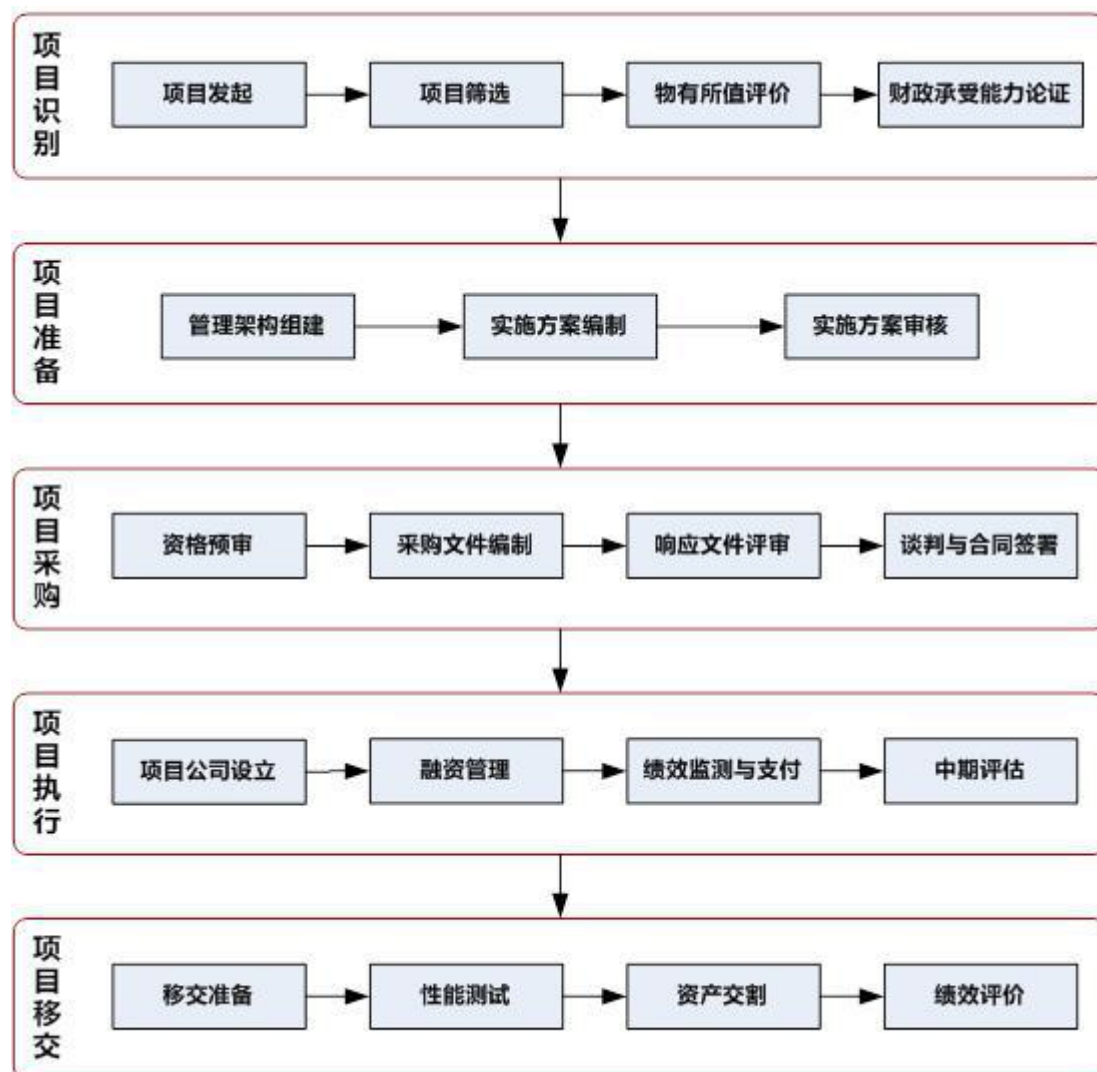 项目识别
项目发起
项目筛选
物有所值评价
财政承受能力论证
项目准备
管理架构组建
实施方案编制
实施方案审核
项目采购
资格预审
采购文件编制
响应文件评审
谈判与合同签署
项目执行
项目公司设立
融资管理
绩效监测与支付
中期评估
项目移交
移交准备
性能测试
资产交割
绩效评价